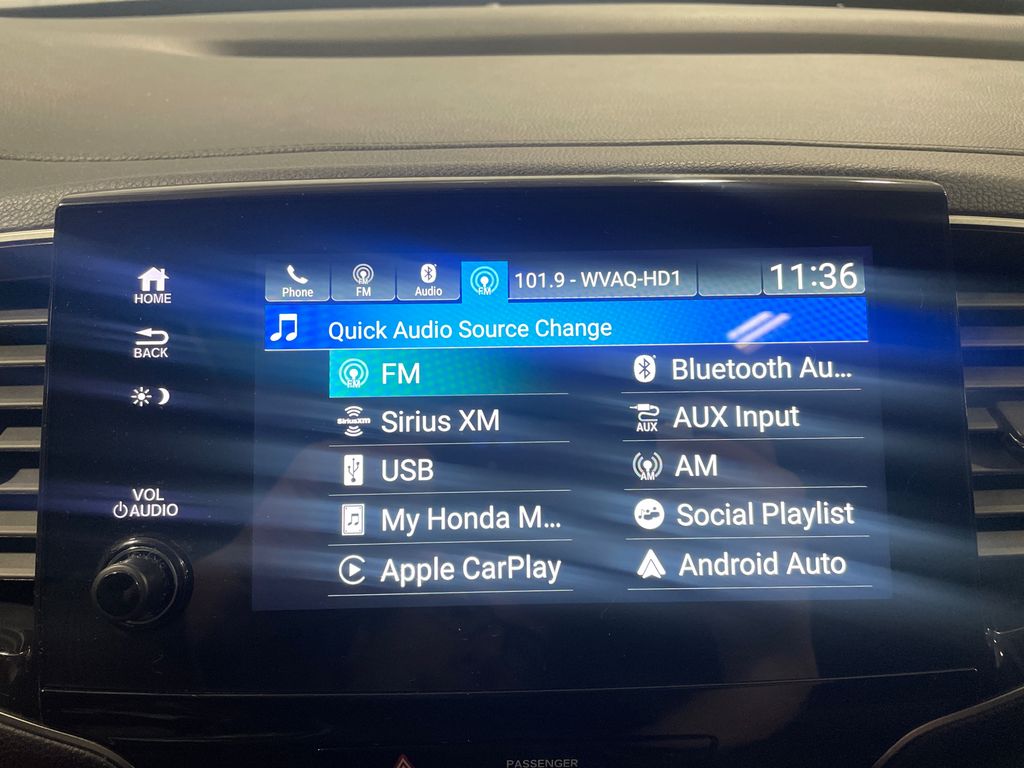 HOME
BACK
VOL
AUDIO
Phone
FM
Audio
FM
101.9 - WVAQ-HD1
11:36
Quick Audio Source Change
FM FM
Bluetooth Au...
SiriusXM Sirius XM
AUX AUX Input
USB
AM AM
My Honda M...
Social Playlist
Apple CarPlay
Android Auto
PASSENGER